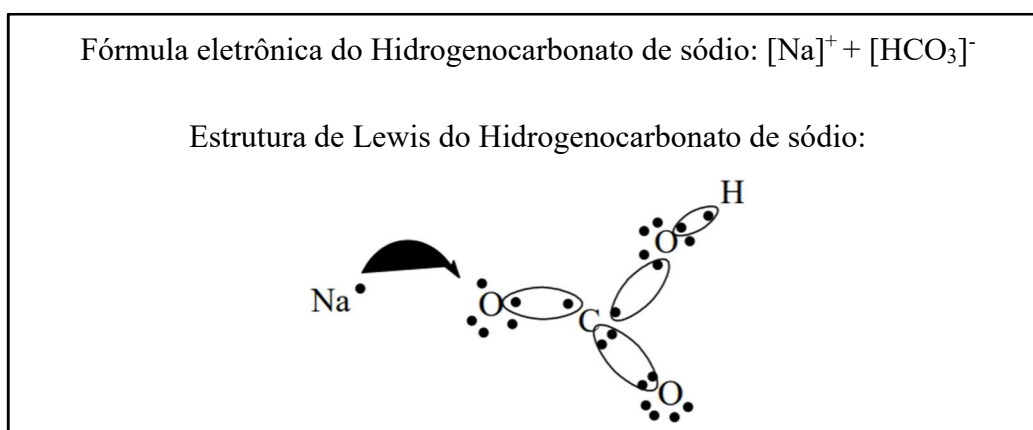 Fórmula eletrônica do Hidrogenocarbonato de sódio: [Na]⁺ + [HCO₃]⁻
Estrutura de Lewis do Hidrogenocarbonato de sódio:
H
O
Na
O
C
O